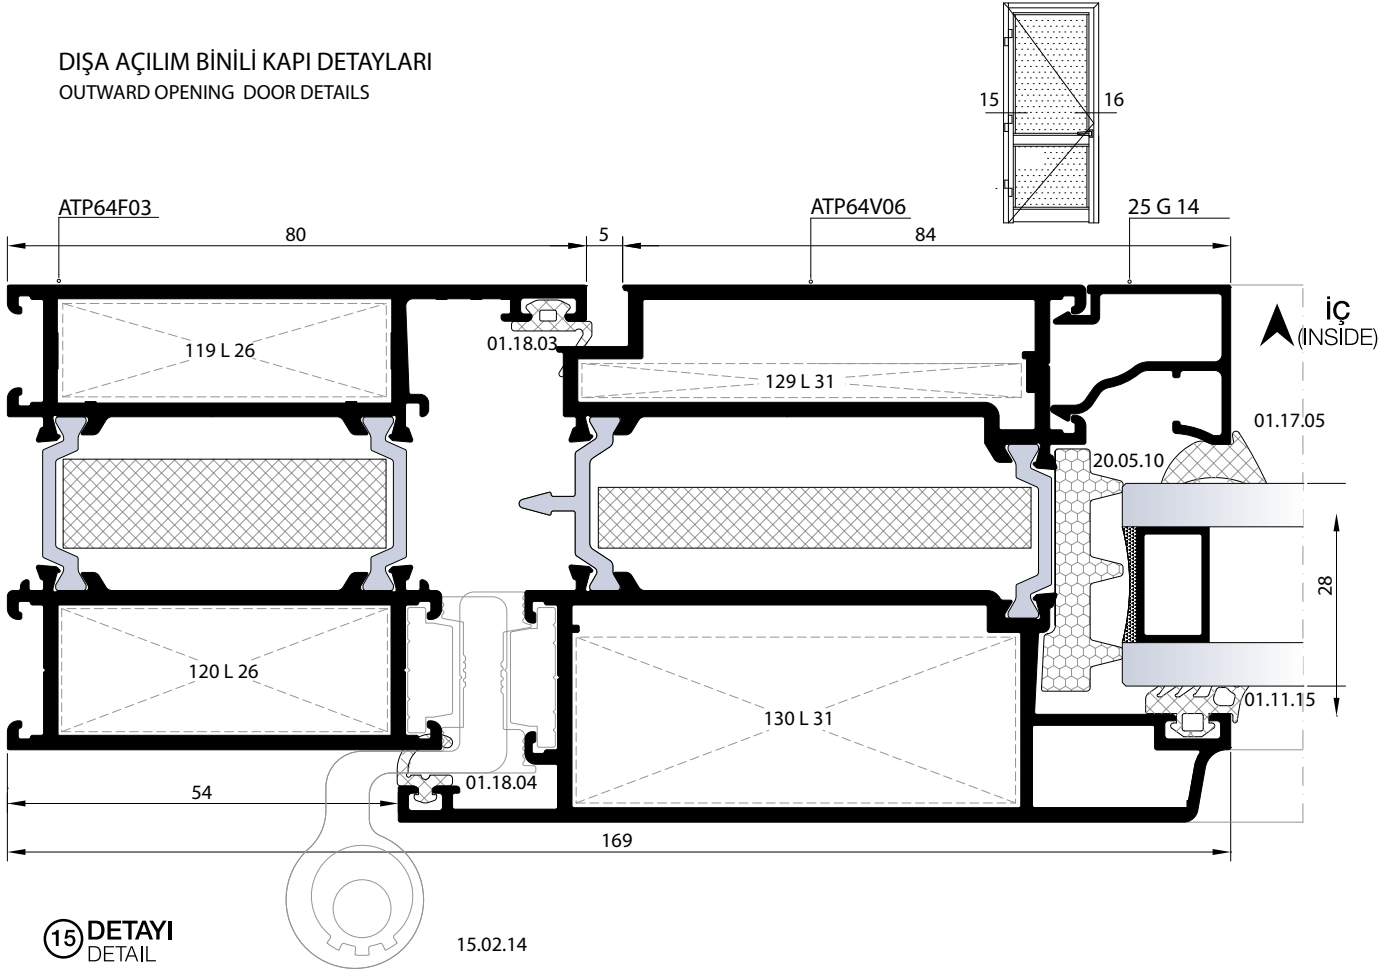 DIŞA AÇILIM BİNİLİ KAPI DETAYLARI
OUTWARD OPENING DOOR DETAILS
15
16
ATP64F03
ATP64V06
25 G 14
80
5
84
İÇ
(INSIDE)
119 L 26
01.18.03
129 L 31
01.17.05
20.05.10
28
120 L 26
130 L 31
01.11.15
01.18.04
54
169
15 DETAYI
DETAIL
15.02.14